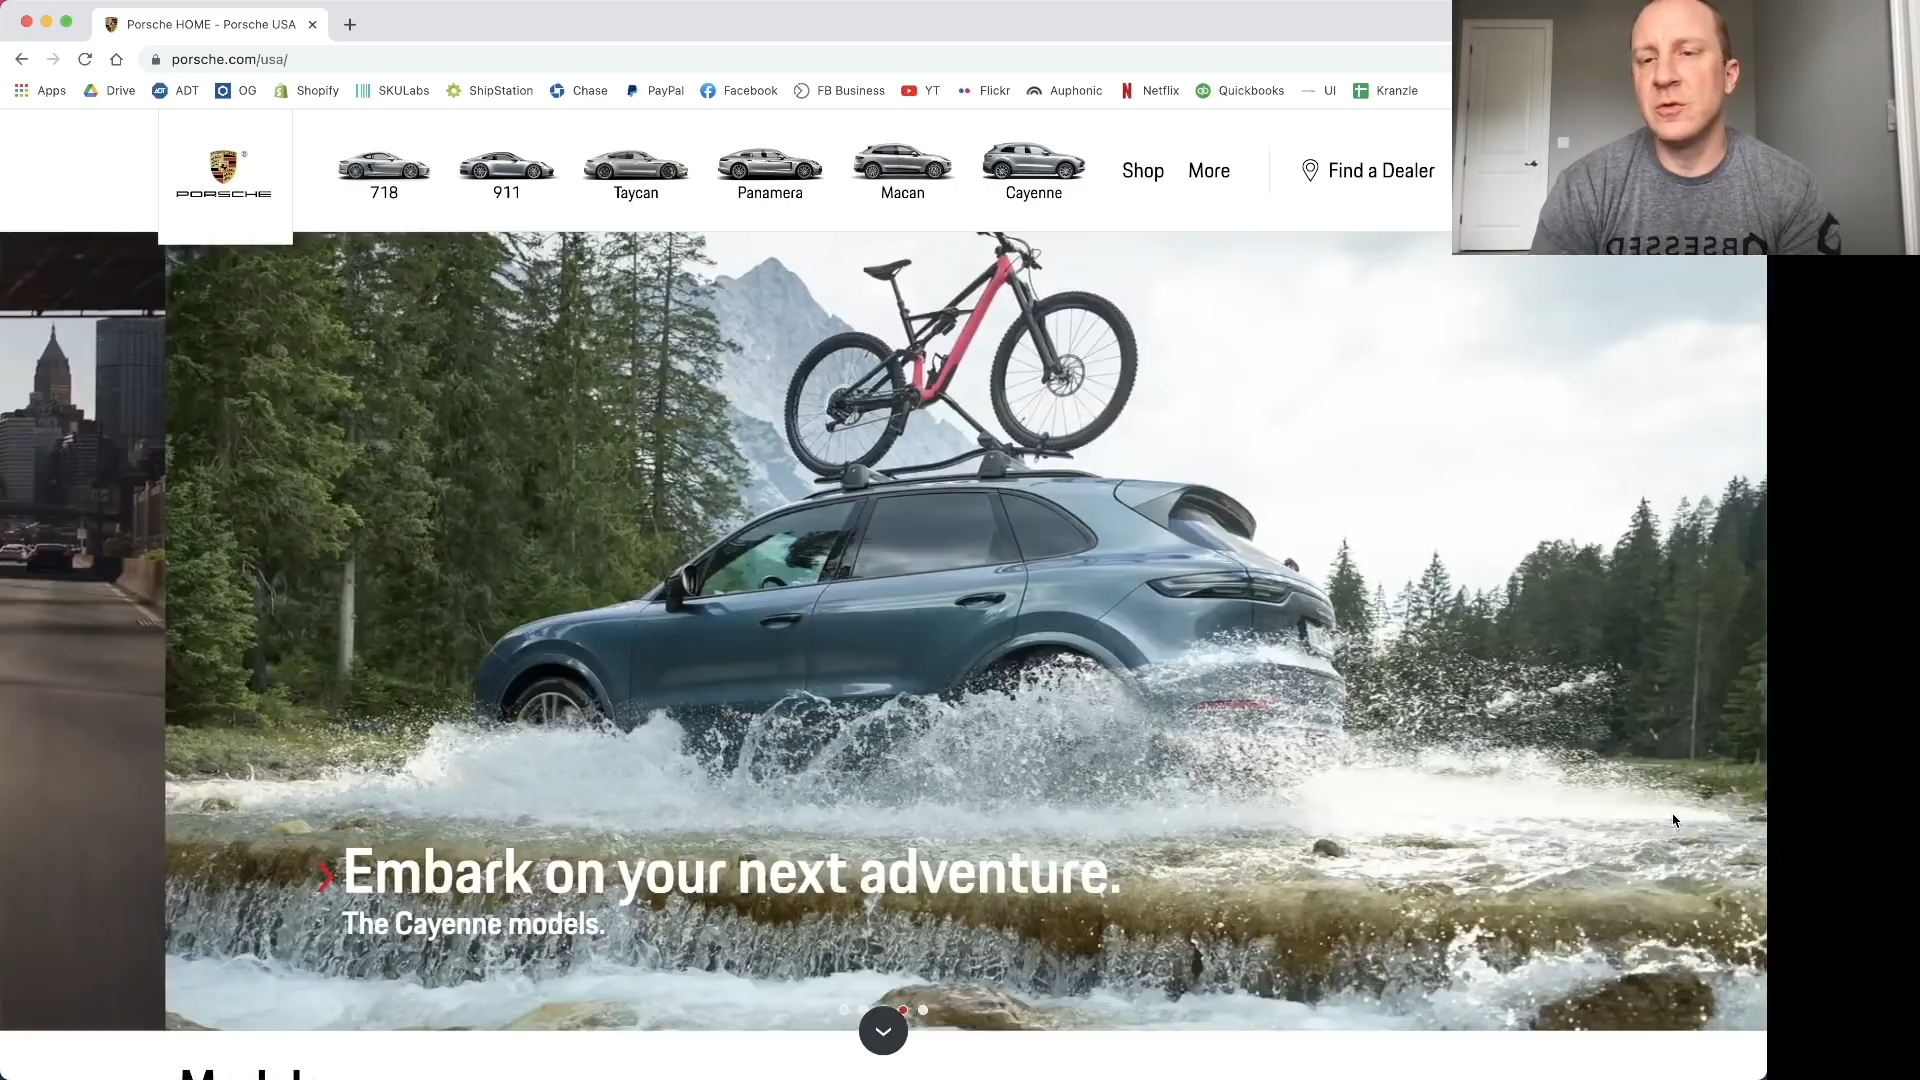 Porsche HOME - Porsche USA
porsche.com/usa/
Apps Drive ADT OG Shopify SKULabs ShipStation Chase PayPal Facebook FB Business YT Flickr Auphonic Netflix Quickbooks UI Kranzle
PORSCHE
718 911 Taycan Panamera Macan Cayenne Shop More Find a Dealer
OBSESSED
Embark on your next adventure.
The Cayenne models.